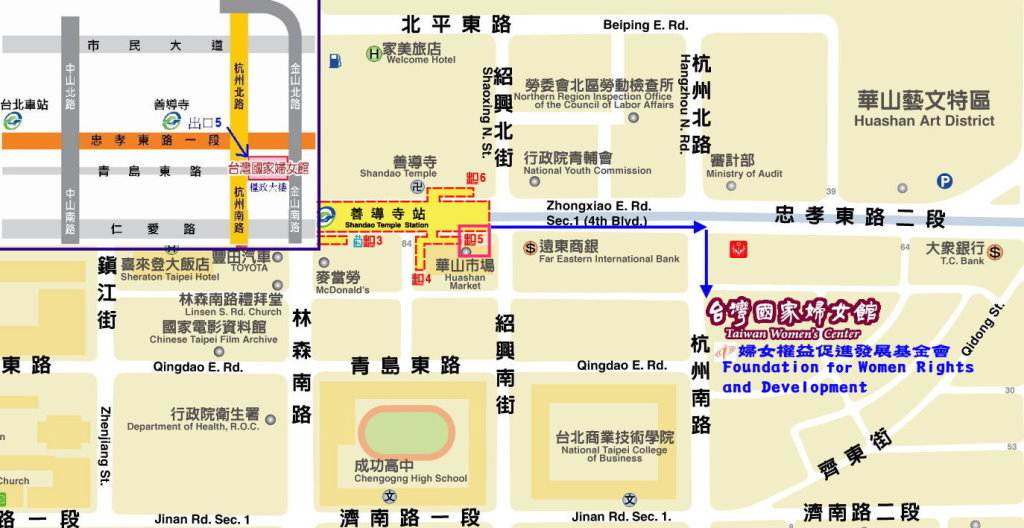 市民大道
中山北路
杭州北路
金山北路
台北車站
善導寺
出口5
忠孝東路一段
青島東路
台灣國家婦女館
中山南路
杭州南路
金山南路
仁愛路
北平東路
Beiping E. Rd.
家美旅店
Welcome Hotel
紹興北街
Shaoxing N. St.
勞委會北區勞動檢查所
Northern Region Inspection Office
of the Council of Labor Affairs
Hangzhou N. Rd.
杭州北路
華山藝文特區
Huashan Art District
善導寺
Shandao Temple
行政院青輔會
National Youth Commission
審計部
Ministry of Audit
出口6
39
P
善導寺站
Shandao Temple Station
Zhongxiao E. Rd.
Sec.1 (4th Blvd.)
忠孝東路二段
出口3
84
出口5
出口4
華山市場
Huashan
Market
遠東商銀
Far Eastern International Bank
64
大眾銀行
T.C. Bank
喜來登大飯店
Sheraton Taipei Hotel
豐田汽車
TOYOTA
麥當勞
McDonald's
鎮江街
林森南路禮拜堂
Linsen S. Rd. Church
國家電影資料館
Chinese Taipei Film Archive
林森南路
紹興南街
台灣國家婦女館
Taiwan Women's Center
婦女權益促進發展基金會
Foundation for Women Rights
and Development
Qidong St.
東路
Qingdao E. Rd.
青島東路
Qingdao E. Rd.
杭州南路
30
Zhenjiang St.
行政院衛生署
Department of Health, R.O.C.
成功高中
Chengogng High School
文
台北商業技術學院
National Taipei College
of Business
文
53
齊東街
Church
路一段
Jinan Rd. Sec. 1
濟南路一段
Jinan Rd. Sec. 1.
濟南路二段